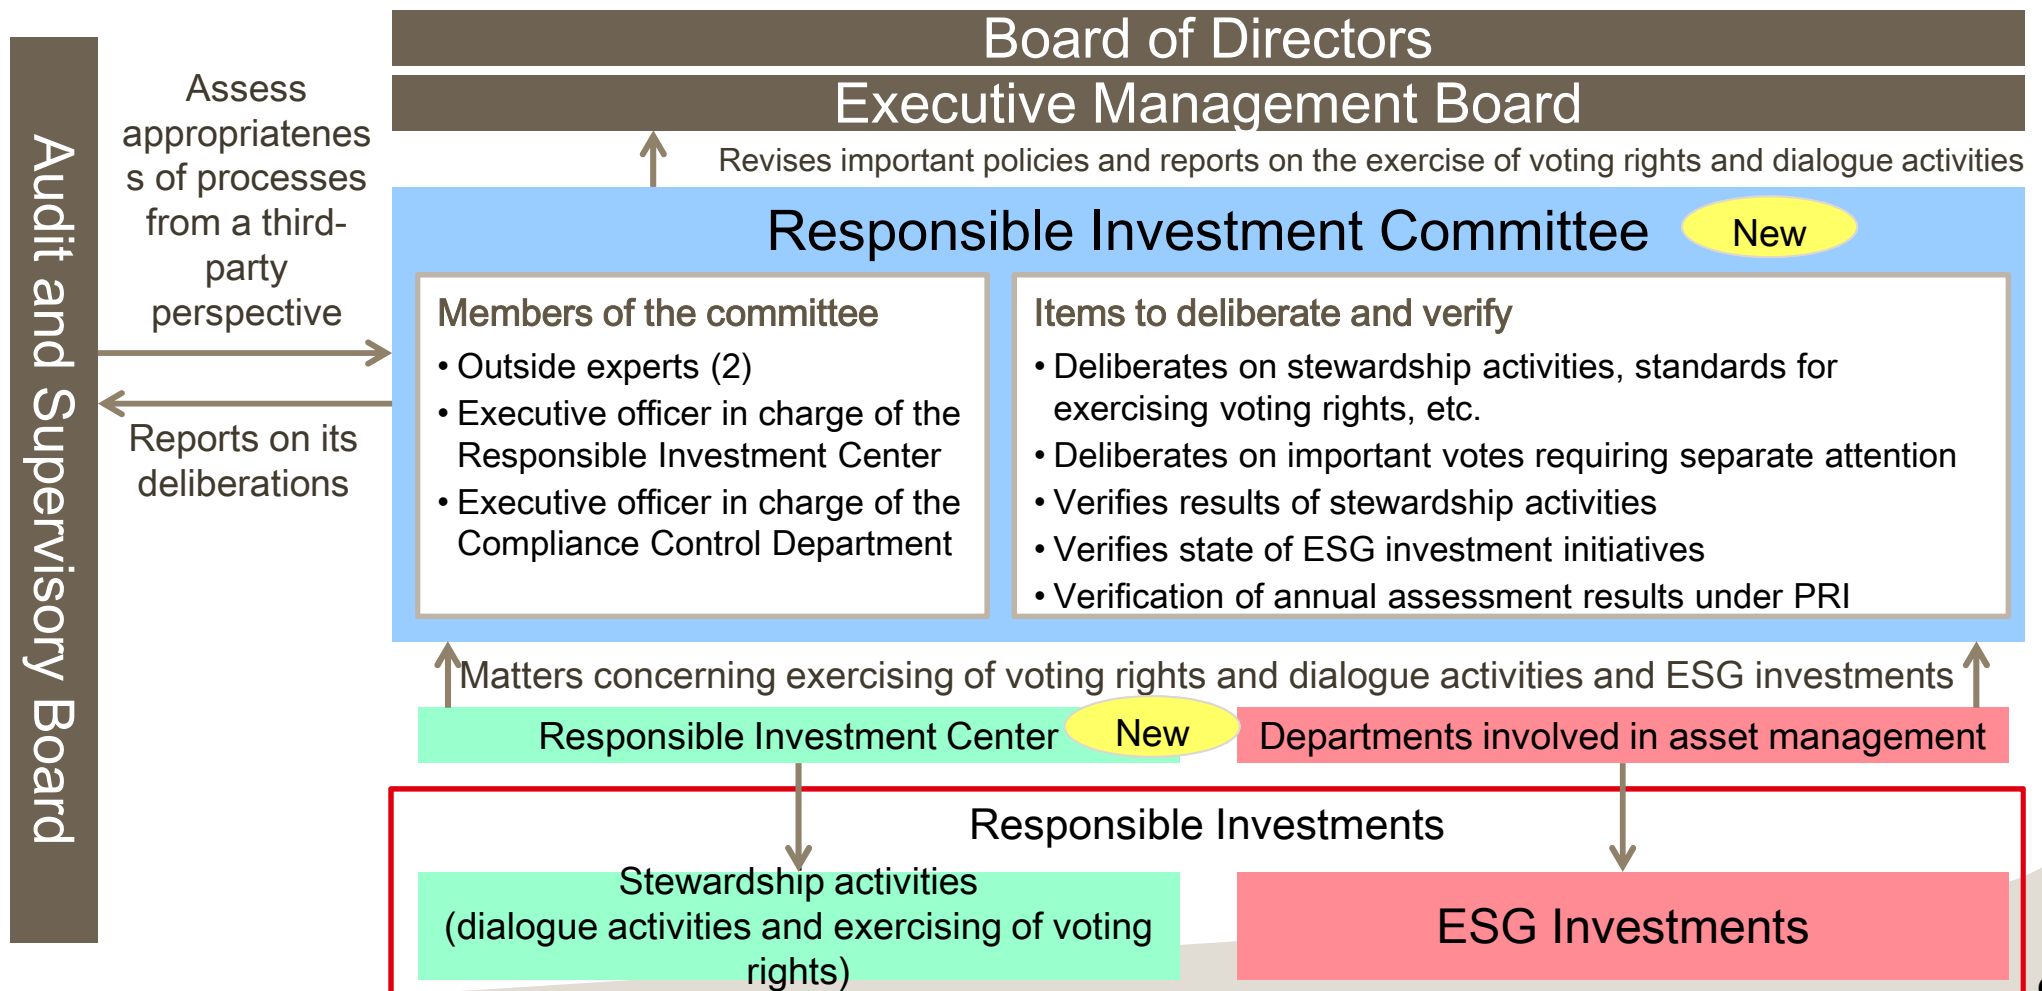 Board of Directors
Executive Management Board
Audit and Supervisory Board
Assess
appropriatenes
s of processes
from a third-
party
perspective
Reports on its
deliberations
Revises important policies and reports on the exercise of voting rights and dialogue activities
Responsible Investment Committee
New
Members of the committee
• Outside experts (2)
• Executive officer in charge of the
Responsible Investment Center
• Executive officer in charge of the
Compliance Control Department
Items to deliberate and verify
• Deliberates on stewardship activities, standards for
exercising voting rights, etc.
• Deliberates on important votes requiring separate attention
• Verifies results of stewardship activities
• Verifies state of ESG investment initiatives
• Verification of annual assessment results under PRI
Matters concerning exercising of voting rights and dialogue activities and ESG investments
Responsible Investment Center
New
Departments involved in asset management
Responsible Investments
Stewardship activities
(dialogue activities and exercising of voting
rights)
ESG Investments